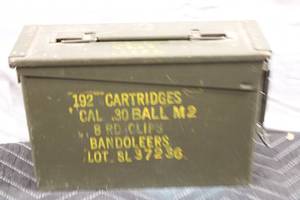 192 CARTRIDGES
CAL .30 BALL M2
8 RD CLIPS
BANDOLEERS
LOT SL 37236